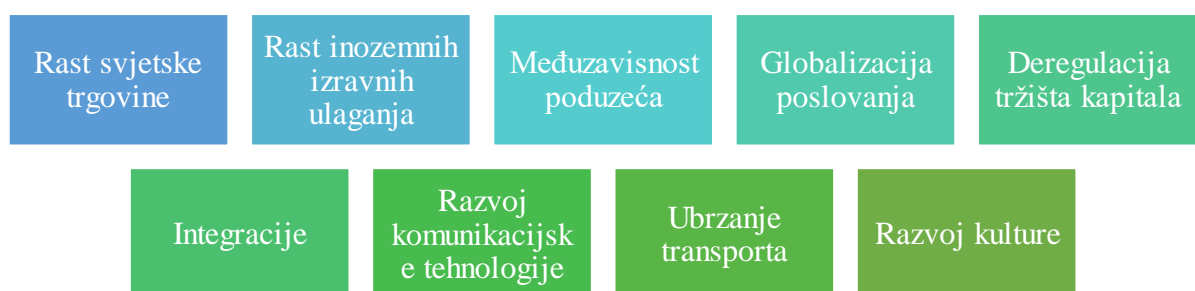 Rast svjetske
trgovine
Rast inozemnih
izravnih
ulaganja
Međuzavisnost
poduzeća
Globalizacija
poslovanja
Deregulacija
tržišta kapitala
Integracije
Razvoj
komunikacijsk
e tehnologije
Ubrzanje
transporta
Razvoj kulture